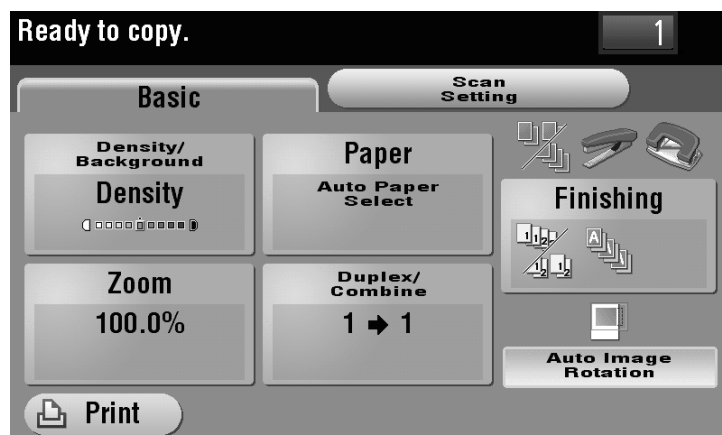 Ready to copy.
1
Basic
Scan
Setting
Density/
Background
Density
Paper
Auto Paper
Select
Finishing
Zoom
100.0%
Duplex/
Combine
1 ➡ 1
Auto Image
Rotation
Print